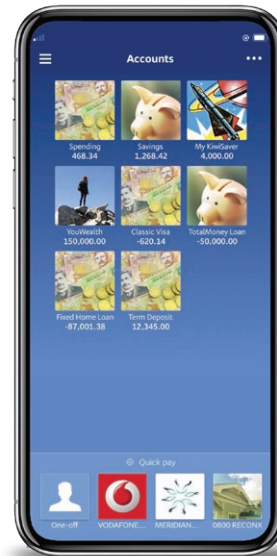 Accounts
Spending
468.34
Savings
1,268.42
My KiwiSaver
4,000.00
YouWealth
150,000.00
Classic Visa
-620.14
TotalMoney Loan
-50,000.00
Fixed Home Loan
-87,001.38
Term Deposit
12,345.00
Quick pay
One-off
VODAFONE...
MERIDIAN...
0800 RECONX